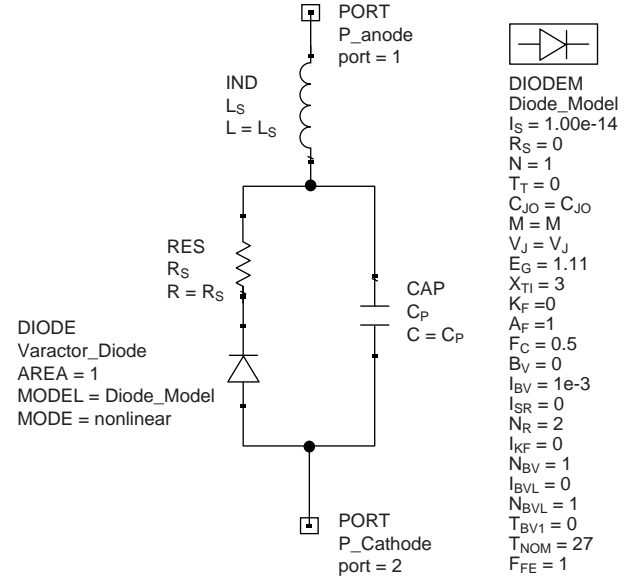 PORT
P_anode
port = 1
IND
LS
L = LS
RES
RS
R = RS
CAP
CP
C = CP
DIODE
Varactor_Diode
AREA = 1
MODEL = Diode_Model
MODE = nonlinear
PORT
P_Cathode
port = 2
DIODEM
Diode_Model
IS = 1.00e-14
RS = 0
N = 1
TT = 0
CJO = CJO
M = M
VJ = VJ
EG = 1.11
XTI = 3
KF =0
AF =1
FC = 0.5
BV = 0
IBV = 1e-3
ISR = 0
NR = 2
IKF = 0
NBV = 1
IBVL = 0
NBVL = 1
TBV1 = 0
TNOM = 27
FFE = 1